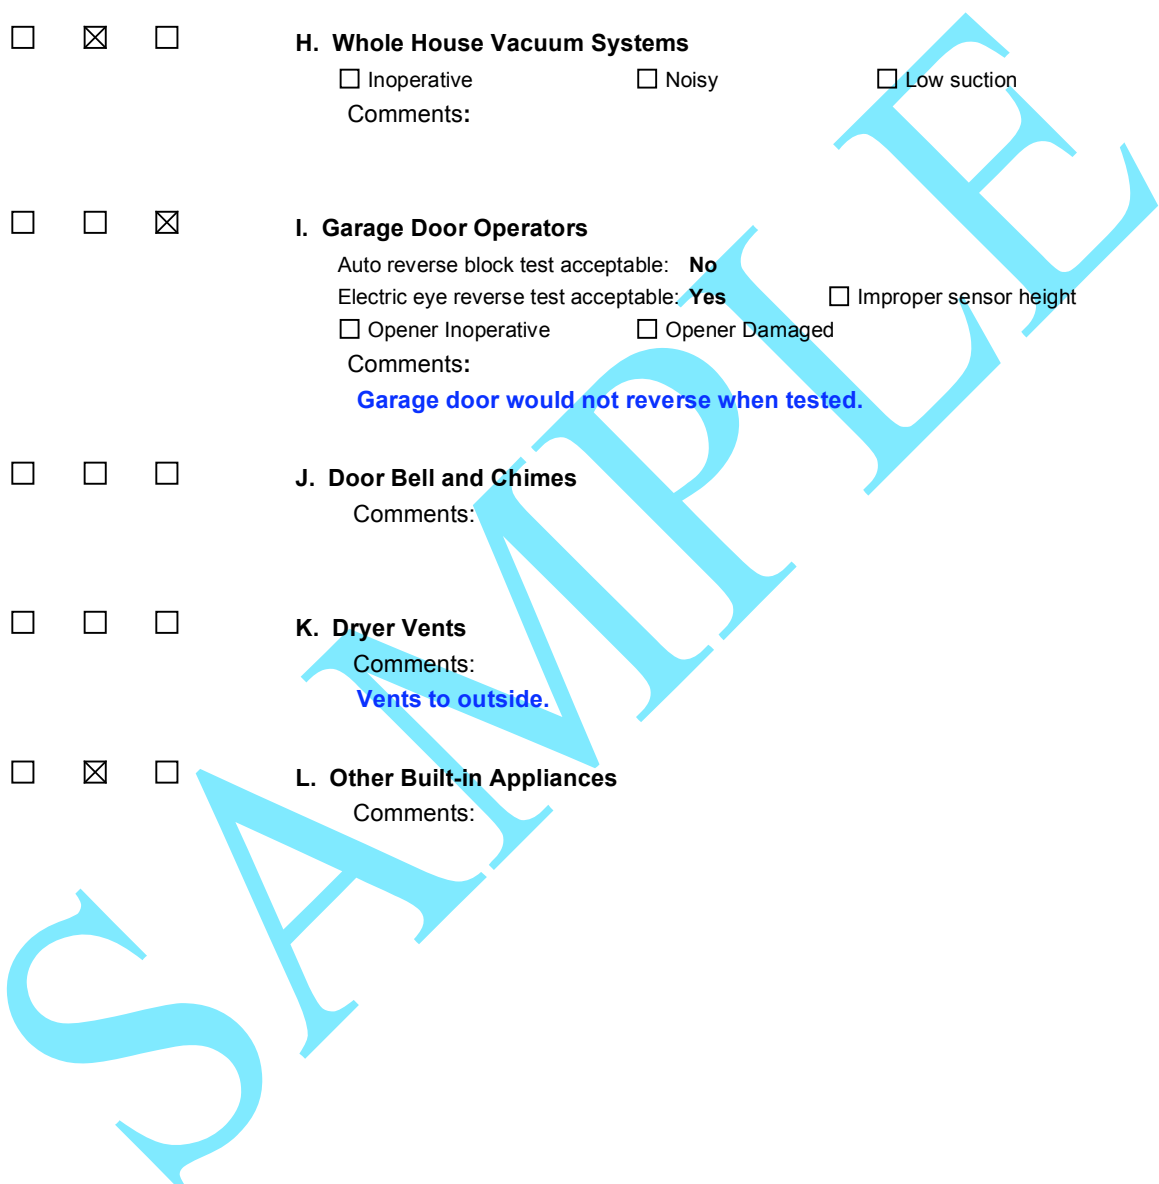 ☐ ☒ ☐ H. Whole House Vacuum Systems
☐ Inoperative ☐ Noisy ☐ Low suction
Comments:
☐ ☐ ☒ I. Garage Door Operators
Auto reverse block test acceptable: No
Electric eye reverse test acceptable: Yes ☐ Improper sensor height
☐ Opener Inoperative ☐ Opener Damaged
Comments:
Garage door would not reverse when tested.
☐ ☐ ☐ J. Door Bell and Chimes
Comments:
☐ ☐ ☐ K. Dryer Vents
Comments:
Vents to outside.
☐ ☒ ☐ L. Other Built-in Appliances
Comments:
SAMPLE